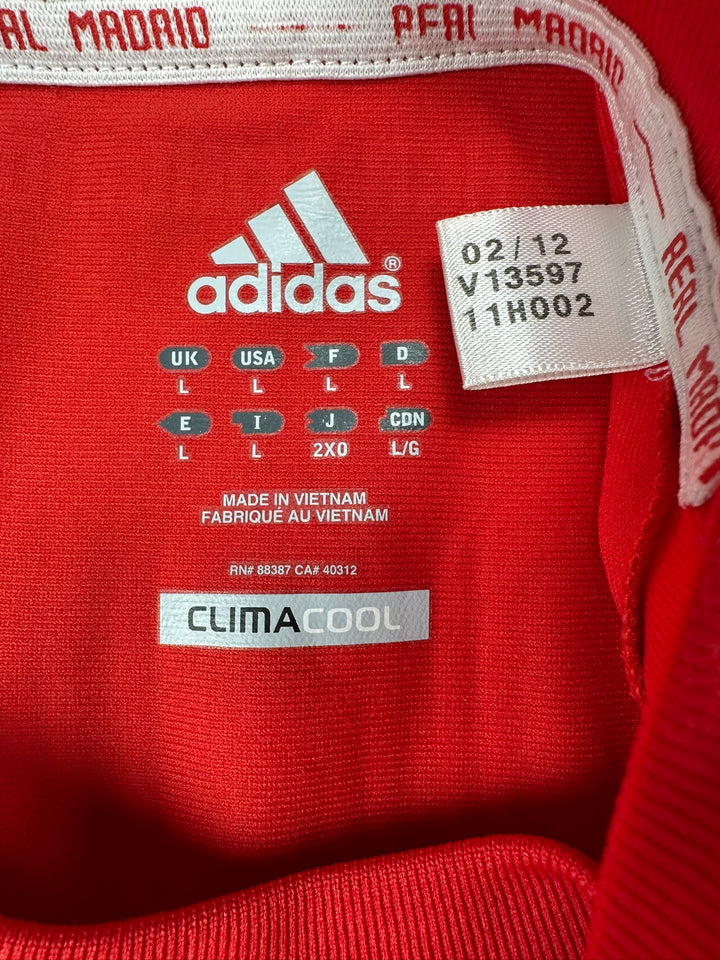 REAL MADRID
REAL MADRID
REAL MADR
adidas®
02/12
V13597
11H002
UK USA F D
L L L L
E I J CDN
L L 2XO L/G
MADE IN VIETNAM
FABRIQUÉ AU VIETNAM
RN# 88387 CA# 40312
CLIMACOOL